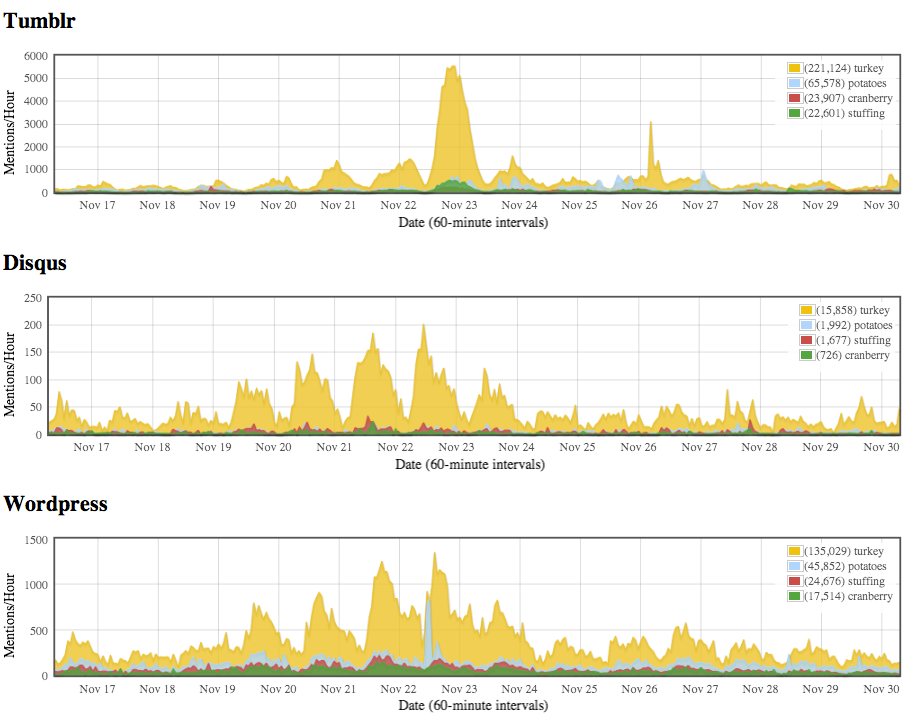 Tumblr
6000
5000
4000
3000
2000
1000
0
Mentions/Hour
(221,124) turkey
(65,578) potatoes
(23,907) cranberry
(22,601) stuffing
Nov 17 Nov 18 Nov 19 Nov 20 Nov 21 Nov 22 Nov 23 Nov 24 Nov 25 Nov 26 Nov 27 Nov 28 Nov 29 Nov 30
Date (60-minute intervals)
Disqus
250
200
150
100
50
0
Mentions/Hour
(15,858) turkey
(1,992) potatoes
(1,677) stuffing
(726) cranberry
Nov 17 Nov 18 Nov 19 Nov 20 Nov 21 Nov 22 Nov 23 Nov 24 Nov 25 Nov 26 Nov 27 Nov 28 Nov 29 Nov 30
Date (60-minute intervals)
Wordpress
1500
1000
500
0
Mentions/Hour
(135,029) turkey
(45,852) potatoes
(24,676) stuffing
(17,514) cranberry
Nov 17 Nov 18 Nov 19 Nov 20 Nov 21 Nov 22 Nov 23 Nov 24 Nov 25 Nov 26 Nov 27 Nov 28 Nov 29 Nov 30
Date (60-minute intervals)